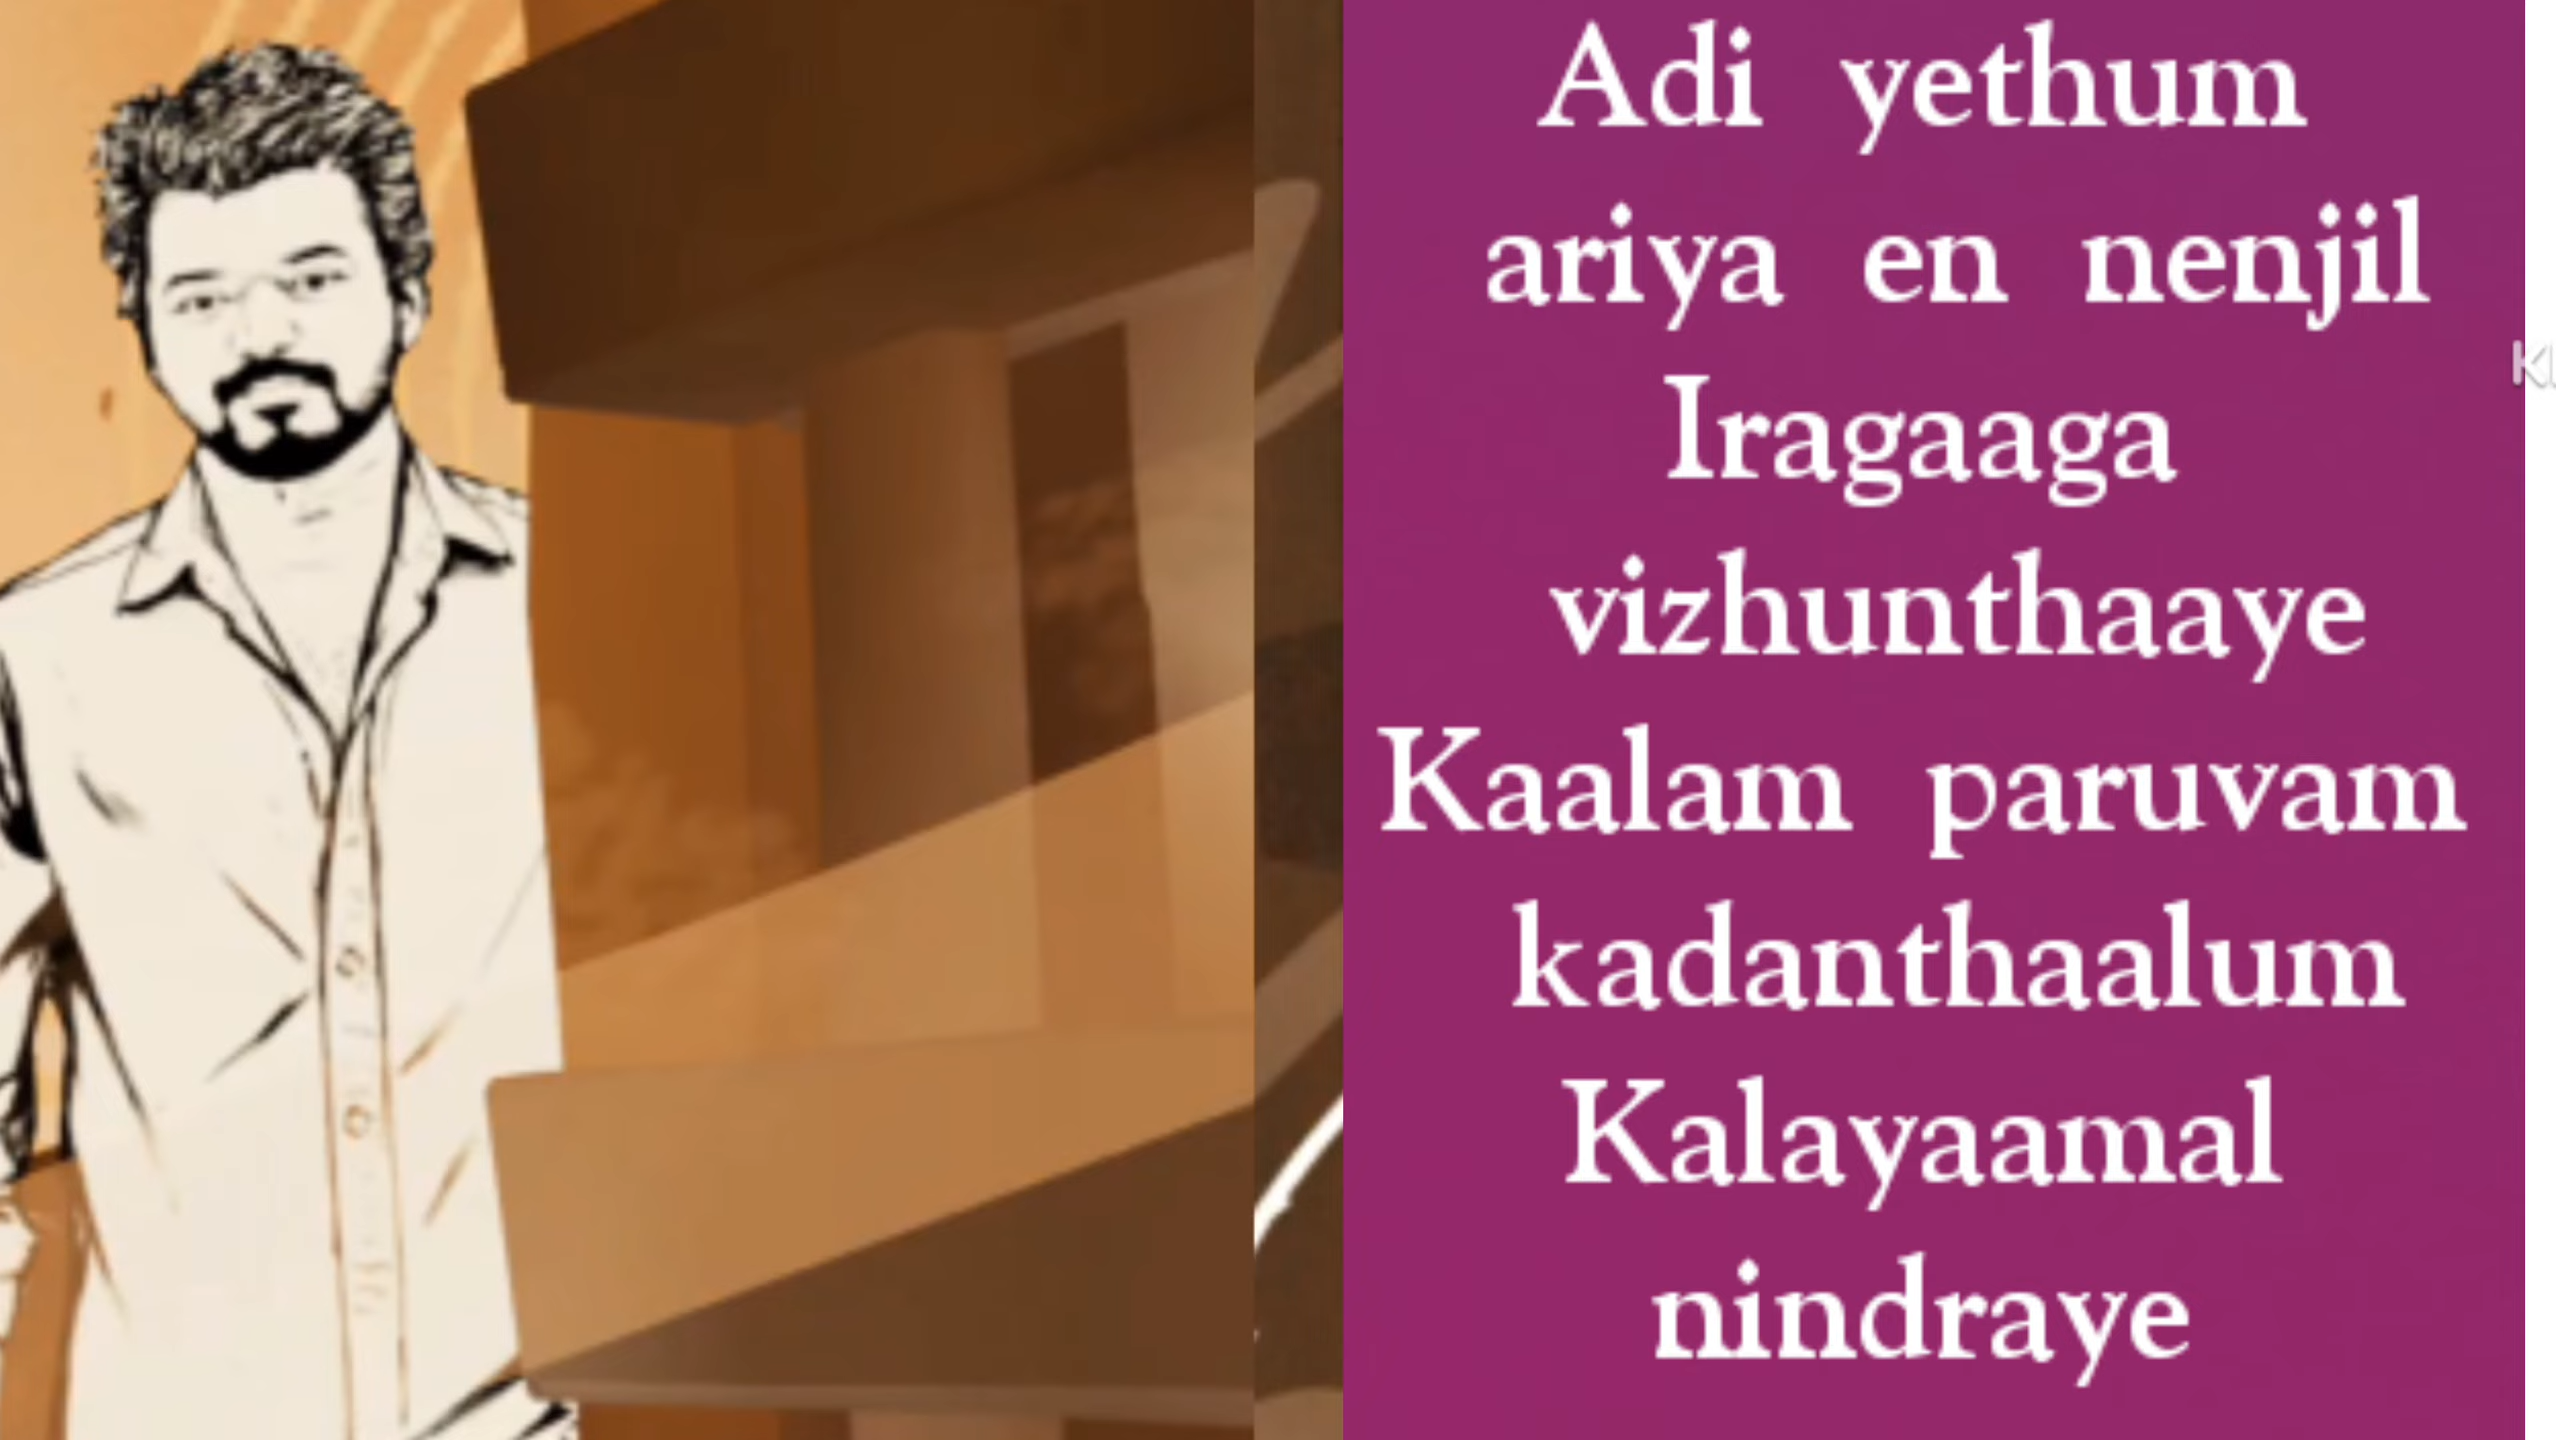 Adi yethum
ariya en nenjil
Iragaaga
vizhunthaaye
Kaalam paruvam
kadanthaalum
Kalayaamal
nindraye